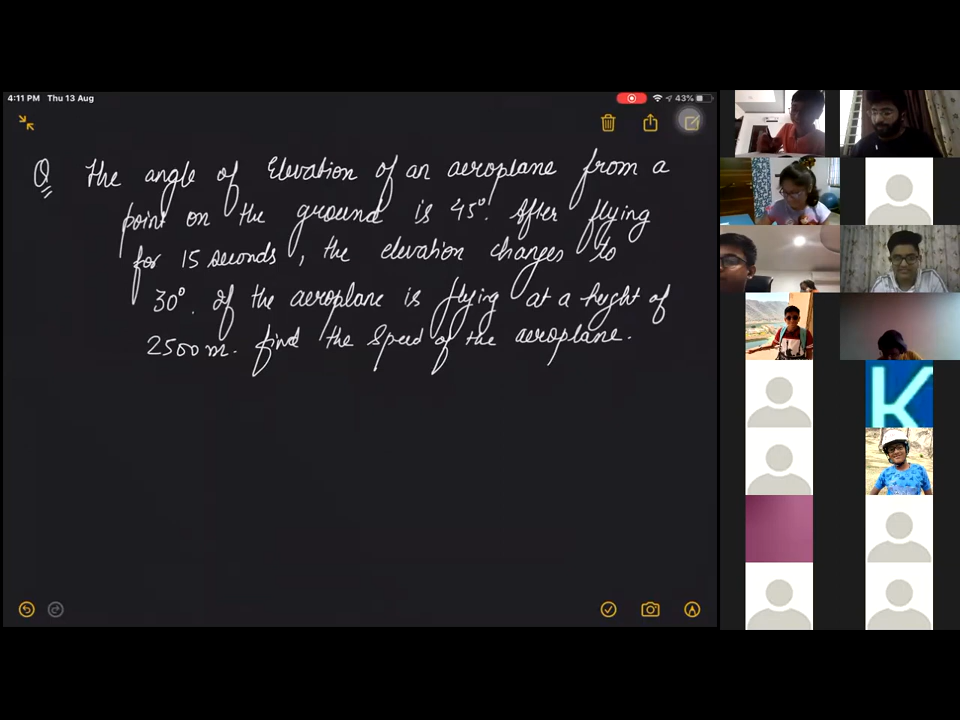 4:11 PM Thu 13 Aug
43%
Q the angle of Elevation of an aeroplane from a
point on the ground is 45°. After flying
for 15 seconds, the elevation changes to
30°. If the aeroplane is flying at a height of
2500 m. find the Speed of the aeroplane.
K